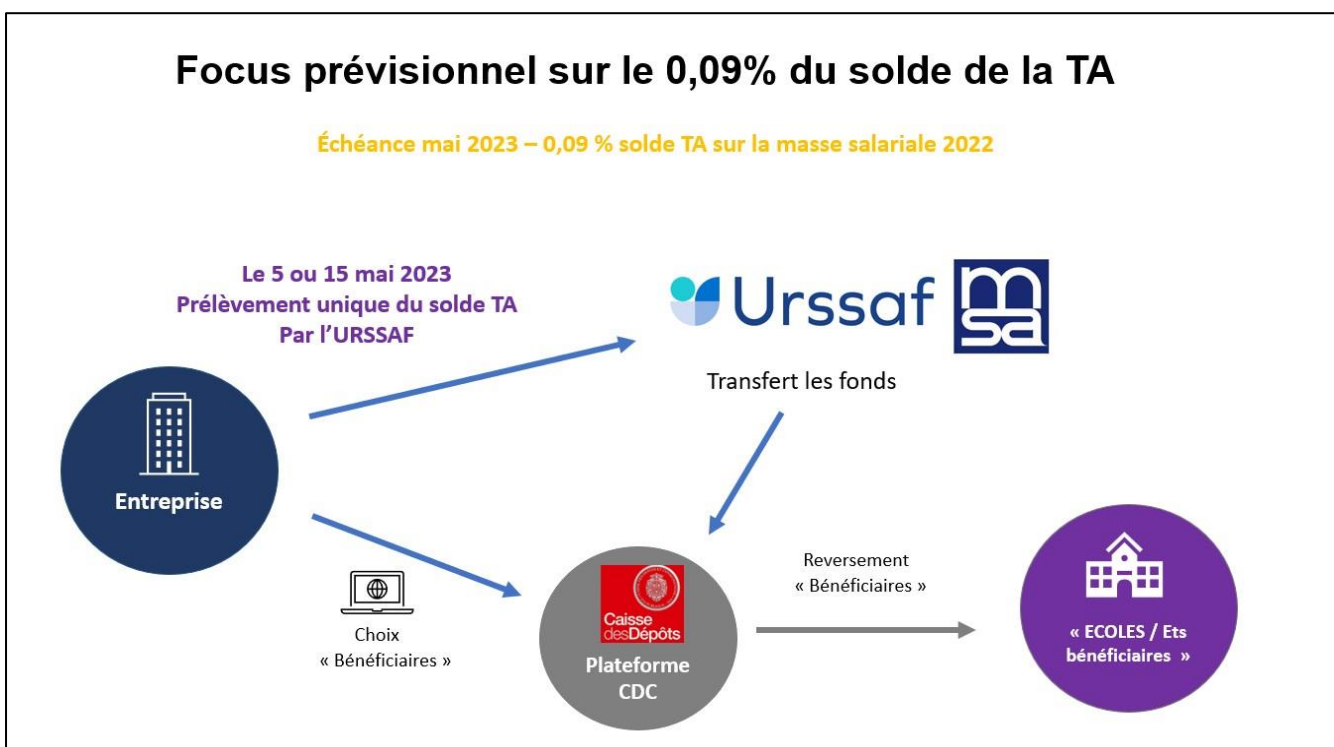 Focus prévisionnel sur le 0,09% du solde de la TA
Échéance mai 2023 – 0,09 % solde TA sur la masse salariale 2022
Le 5 ou 15 mai 2023
Prélèvement unique du solde TA
Par l’URSSAF
Urssaf
msa
Transfert les fonds
Entreprise
Choix
« Bénéficiaires »
Caisse
desDépôts
Plateforme
CDC
Reversement
« Bénéficiaires »
« ECOLES / Ets
bénéficiaires »